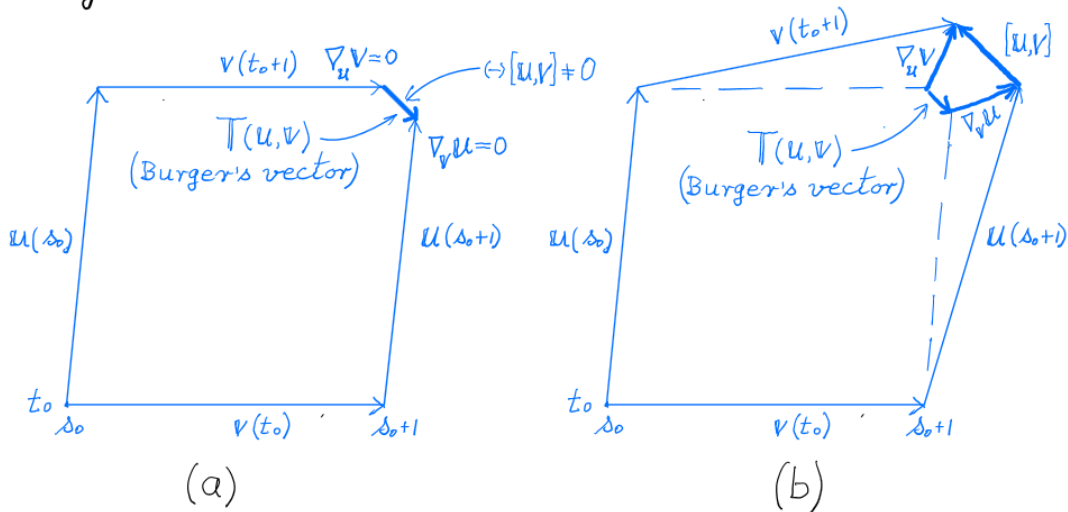 v(t₀+1)
∇ᵤv=0
(-)[u,v]≠0
T(u,v)
(Burger's vector)
∇ᵥu=0
u(s₀)
u(s₀+1)
t₀
s₀
v(t₀)
s₀+1
(a)
v(t₀+1)
∇ᵤv
[u,v]
T(u,v)
∇ᵥu
(Burger's vector)
u(s₀)
u(s₀+1)
t₀
s₀
v(t₀)
s₀+1
(b)